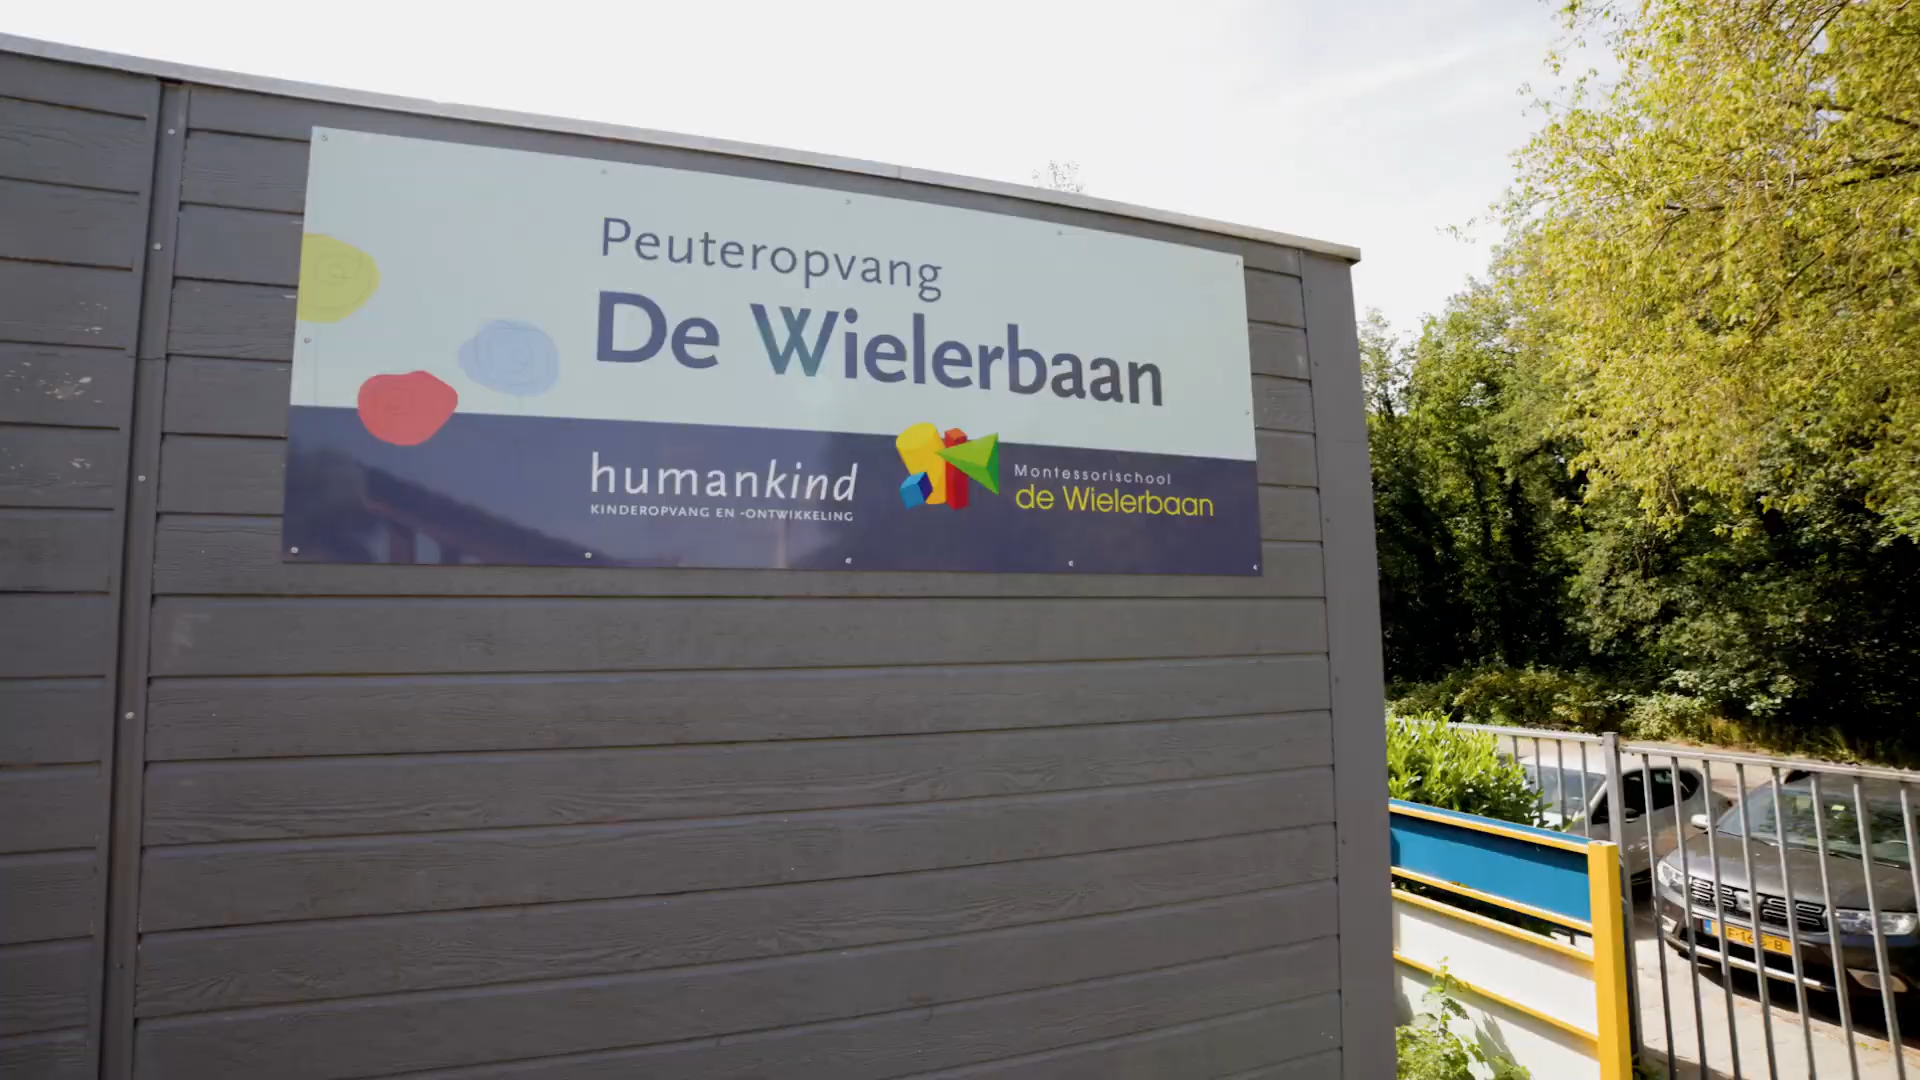 Peuteropvang
De Wielerbaan
humankind
KINDEROPVANG EN -ONTWIKKELING
Montessorischool
de Wielerbaan